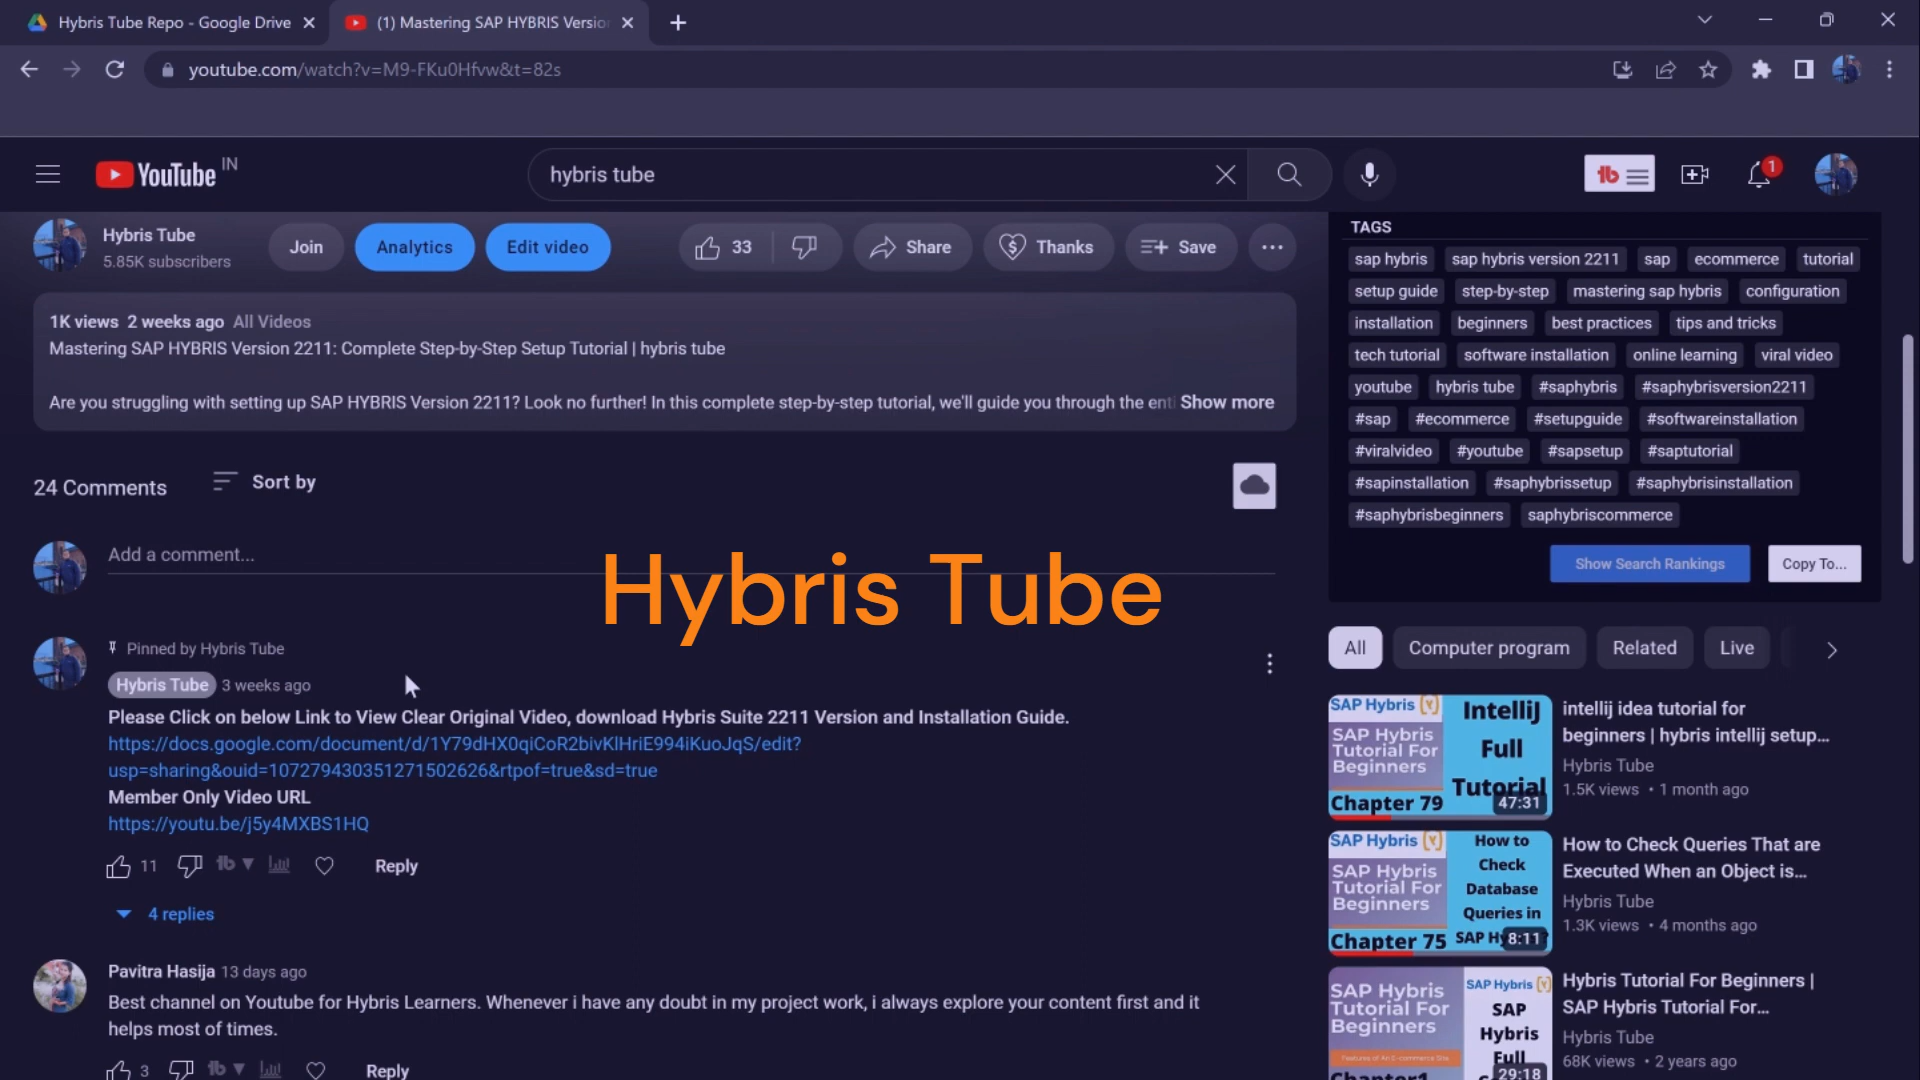 Hybris Tube Repo - Google Drive
(1) Mastering SAP HYBRIS Versio
youtube.com/watch?v=M9-FKu0Hfvw&t=82s
YouTube IN
hybris tube
1
Hybris Tube
5.85K subscribers
Join
Analytics
Edit video
33
Share
Thanks
Save
1K views 2 weeks ago All Videos
Mastering SAP HYBRIS Version 2211: Complete Step-by-Step Setup Tutorial | hybris tube
Are you struggling with setting up SAP HYBRIS Version 2211? Look no further! In this complete step-by-step tutorial, we'll guide you through the enti Show more
24 Comments
Sort by
Add a comment...
Hybris Tube
Pinned by Hybris Tube
Hybris Tube 3 weeks ago
Please Click on below Link to View Clear Original Video, download Hybris Suite 2211 Version and Installation Guide.
https://docs.google.com/document/d/1Y79dHX0qiCoR2bivKlHriE994iKuoJqS/edit?
usp=sharing&ouid=107279430351271502626&rtpof=true&sd=true
Member Only Video URL
https://youtu.be/j5y4MXBS1HQ
11
Reply
4 replies
Pavitra Hasija 13 days ago
Best channel on Youtube for Hybris Learners. Whenever i have any doubt in my project work, i always explore your content first and it
helps most of times.
3
Reply
TAGS
sap hybris sap hybris version 2211 sap ecommerce tutorial
setup guide step-by-step mastering sap hybris configuration
installation beginners best practices tips and tricks
tech tutorial software installation online learning viral video
youtube hybris tube #saphybris #saphybrisversion2211
#sap #ecommerce #setupguide #softwareinstallation
#viralvideo #youtube #sapsetup #saptutorial
#sapinstallation #saphybrissetup #saphybrisinstallation
#saphybrisbeginners saphybriscommerce
Show Search Rankings
Copy To...
All
Computer program
Related
Live
SAP Hybris
SAP Hybris
Tutorial For
Beginners
Chapter 79
IntelliJ
Full
Tutorial
47:31
intellij idea tutorial for
beginners | hybris intellij setup...
Hybris Tube
1.5K views • 1 month ago
SAP Hybris
SAP Hybris
Tutorial For
Beginners
Chapter 75
How to
Check
Database
Queries in
SAP Hy
8:11
How to Check Queries That are
Executed When an Object is...
Hybris Tube
1.3K views • 4 months ago
SAP Hybris
Tutorial For
Beginners
Features of An E-commerce Site
Chapter1
SAP Hybris
SAP
Hybris
Full
29:18
Hybris Tutorial For Beginners |
SAP Hybris Tutorial For...
Hybris Tube
68K views • 2 years ago